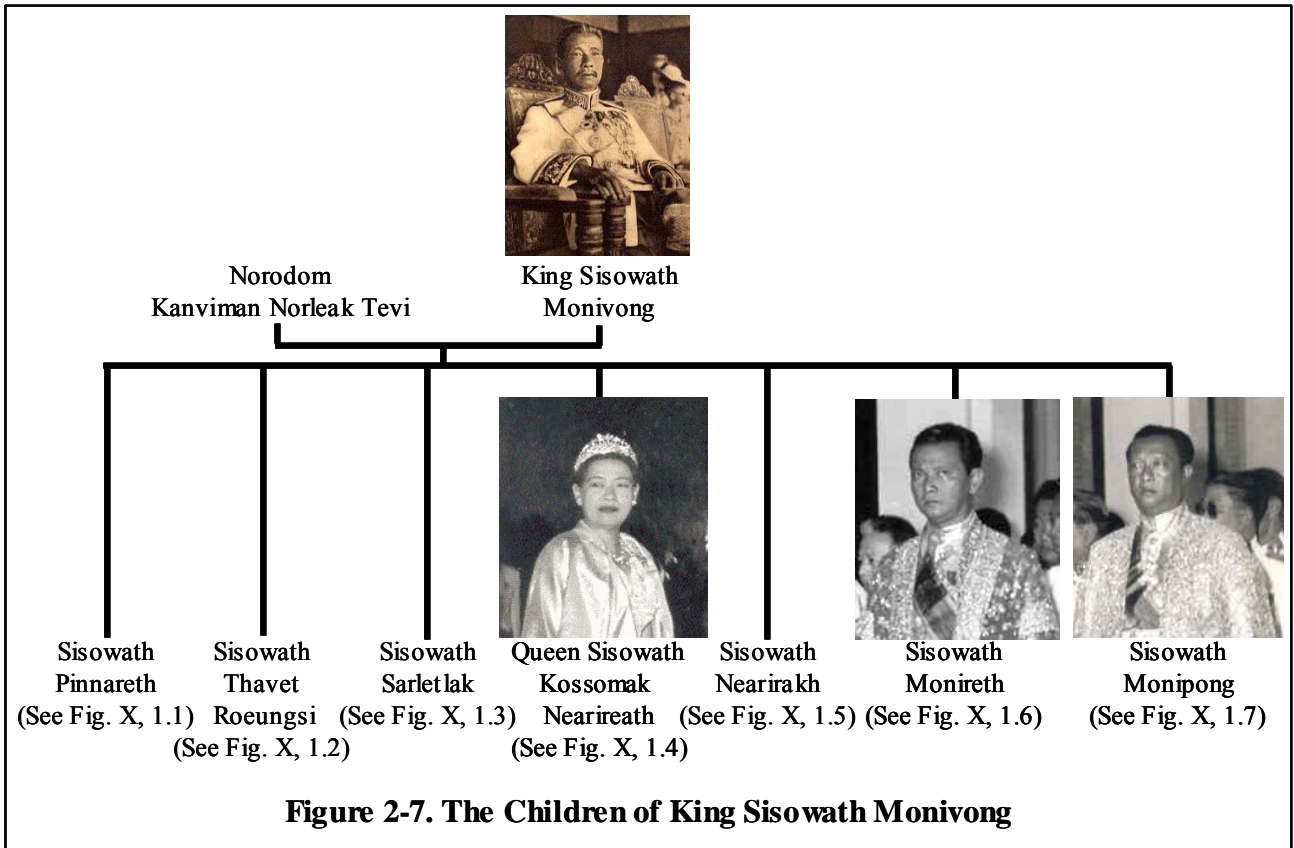 Norodom
Kanviman Norleak Tevi
King Sisowath
Monivong
Sisowath
Pinnareth
(See Fig. X, 1.1)
Sisowath
Thavet
Roeungsi
(See Fig. X, 1.2)
Sisowath
Sarletlak
(See Fig. X, 1.3)
Queen Sisowath
Kossomak
Nearireath
(See Fig. X, 1.4)
Sisowath
Nearirakh
(See Fig. X, 1.5)
Sisowath
Monireth
(See Fig. X, 1.6)
Sisowath
Monipong
(See Fig. X, 1.7)
Figure 2-7. The Children of King Sisowath Monivong